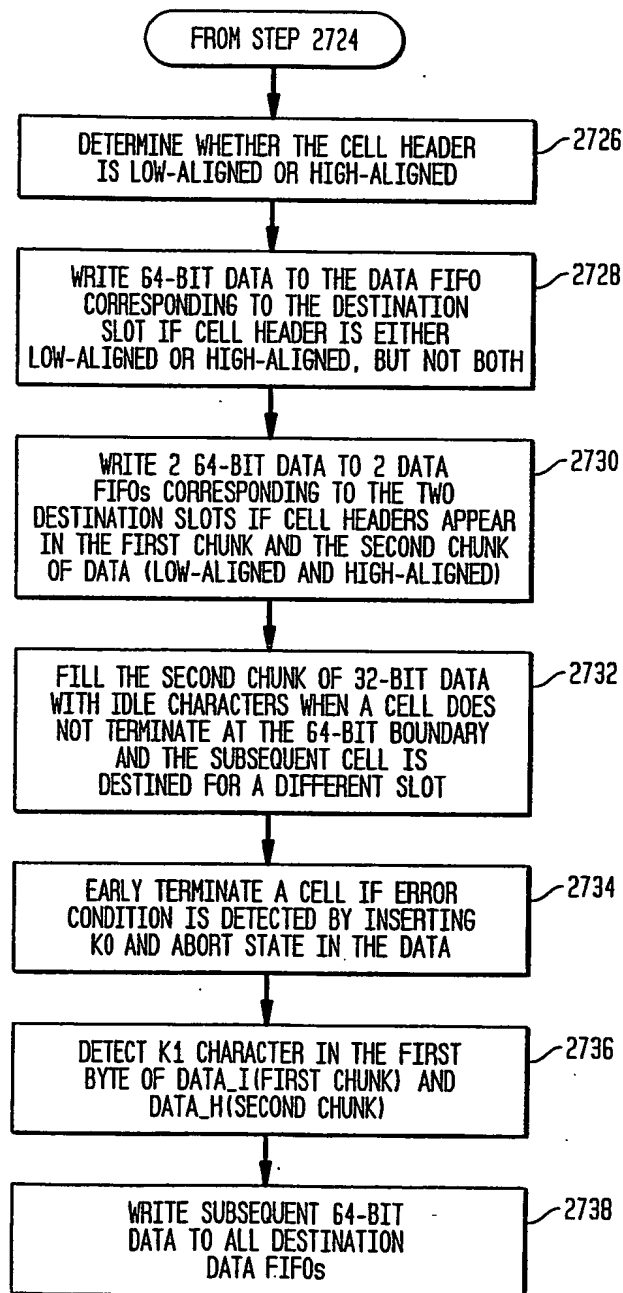 FROM STEP 2724
DETERMINE WHETHER THE CELL HEADER
IS LOW-ALIGNED OR HIGH-ALIGNED
2726
WRITE 64-BIT DATA TO THE DATA FIFO
CORRESPONDING TO THE DESTINATION
SLOT IF CELL HEADER IS EITHER
LOW-ALIGNED OR HIGH-ALIGNED, BUT NOT BOTH
2728
WRITE 2 64-BIT DATA TO 2 DATA
FIFOs CORRESPONDING TO THE TWO
DESTINATION SLOTS IF CELL HEADERS APPEAR
IN THE FIRST CHUNK AND THE SECOND CHUNK
OF DATA (LOW-ALIGNED AND HIGH-ALIGNED)
2730
FILL THE SECOND CHUNK OF 32-BIT DATA
WITH IDLE CHARACTERS WHEN A CELL DOES
NOT TERMINATE AT THE 64-BIT BOUNDARY
AND THE SUBSEQUENT CELL IS
DESTINED FOR A DIFFERENT SLOT
2732
EARLY TERMINATE A CELL IF ERROR
CONDITION IS DETECTED BY INSERTING
K0 AND ABORT STATE IN THE DATA
2734
DETECT K1 CHARACTER IN THE FIRST
BYTE OF DATA_I(FIRST CHUNK) AND
DATA_H(SECOND CHUNK)
2736
WRITE SUBSEQUENT 64-BIT
DATA TO ALL DESTINATION
DATA FIFOs
2738